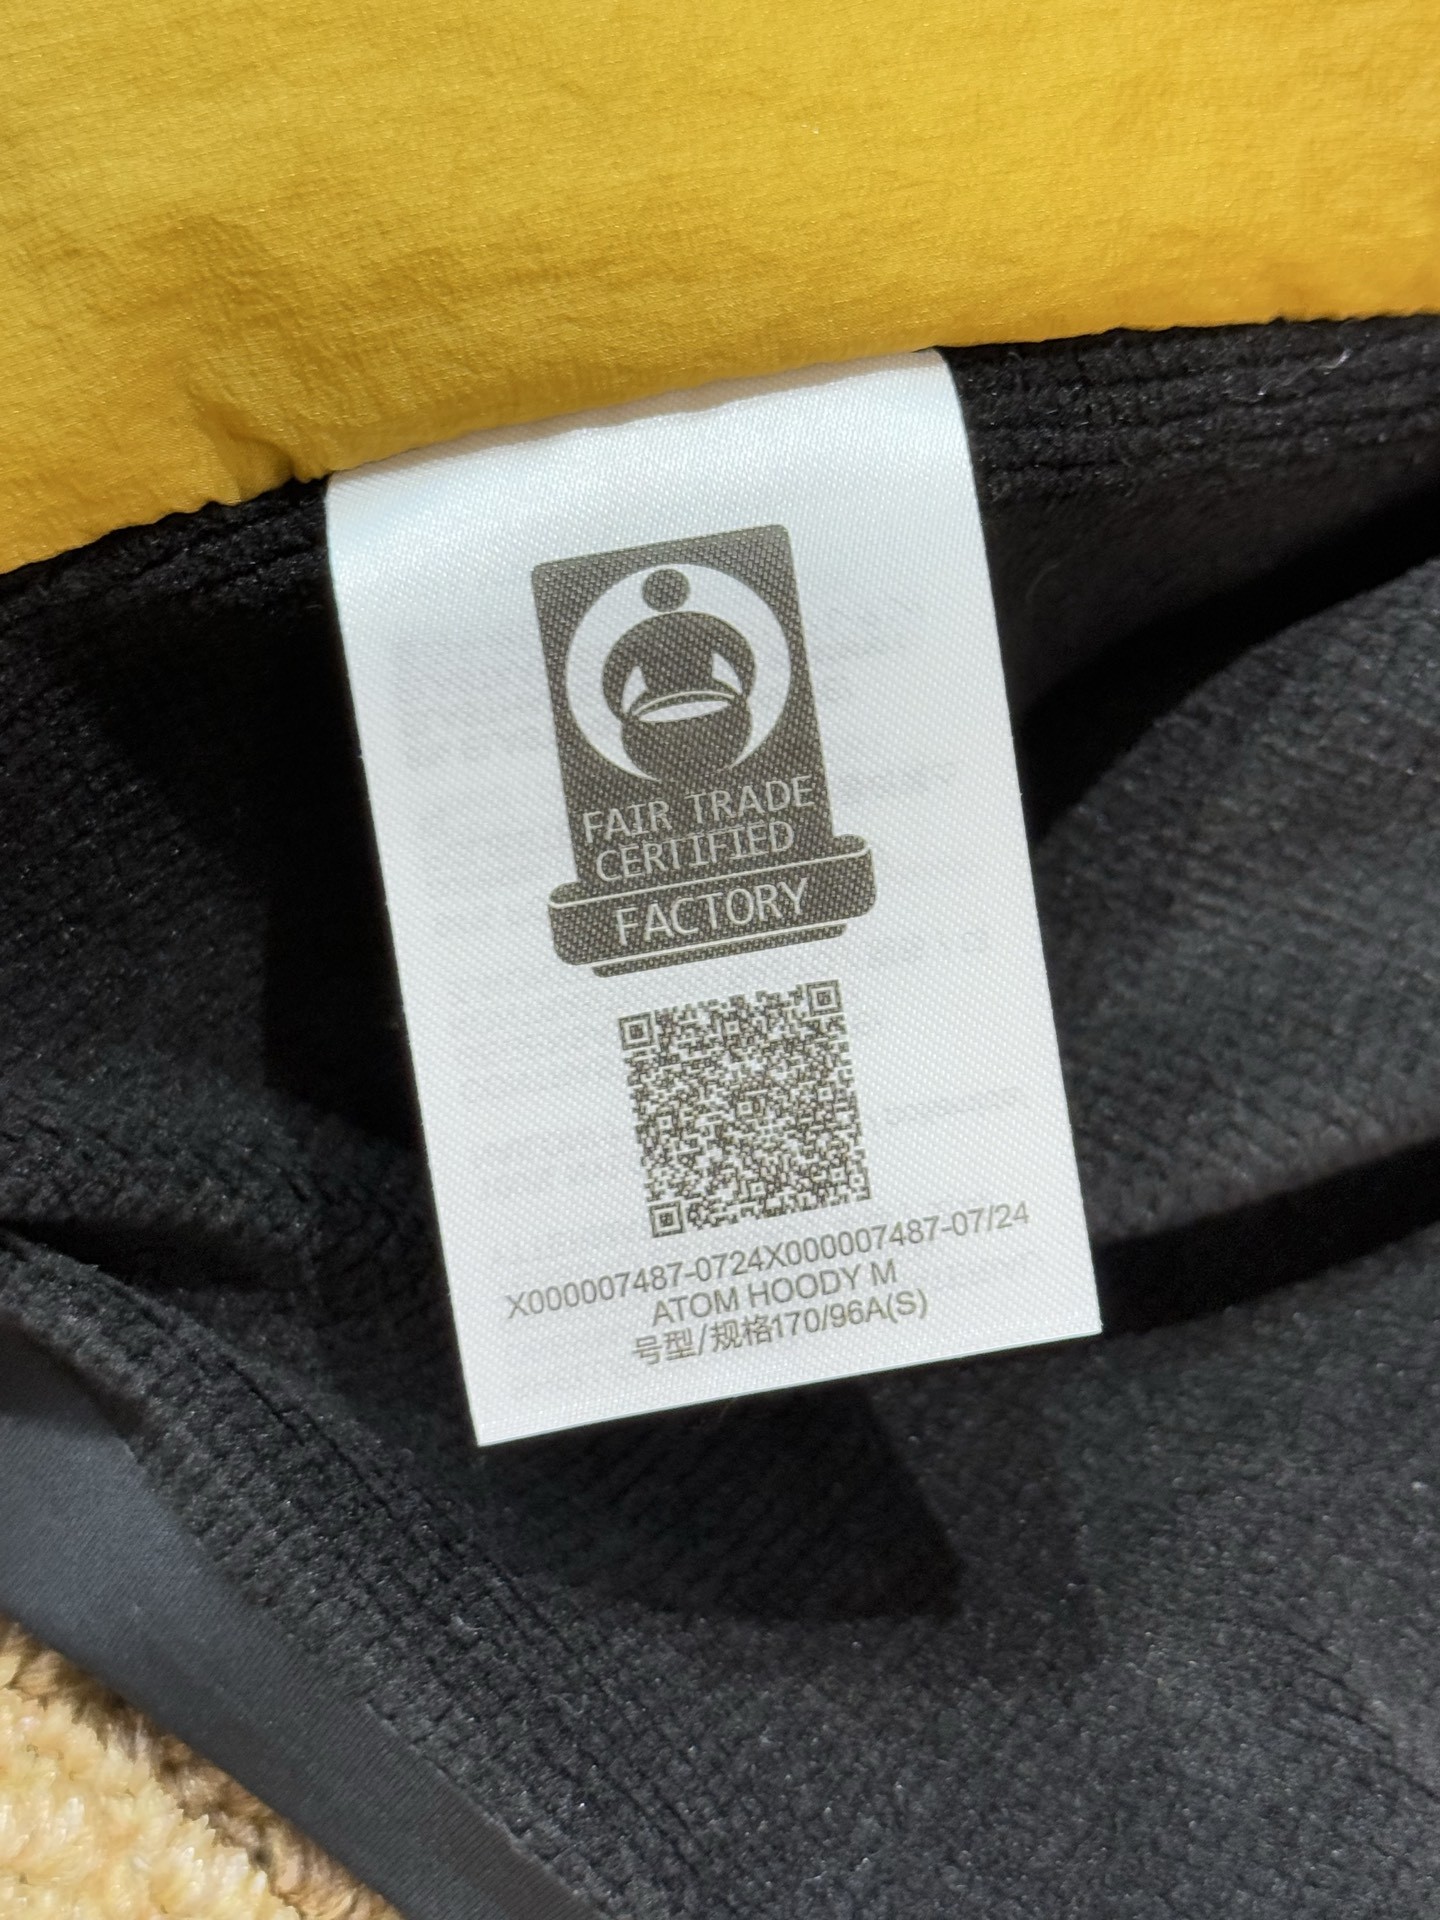 FAIR TRADE
CERTIFIED
FACTORY
X000007487-0724X000007487-07/24
ATOM HOODY M
号型/规格170/96A(S)